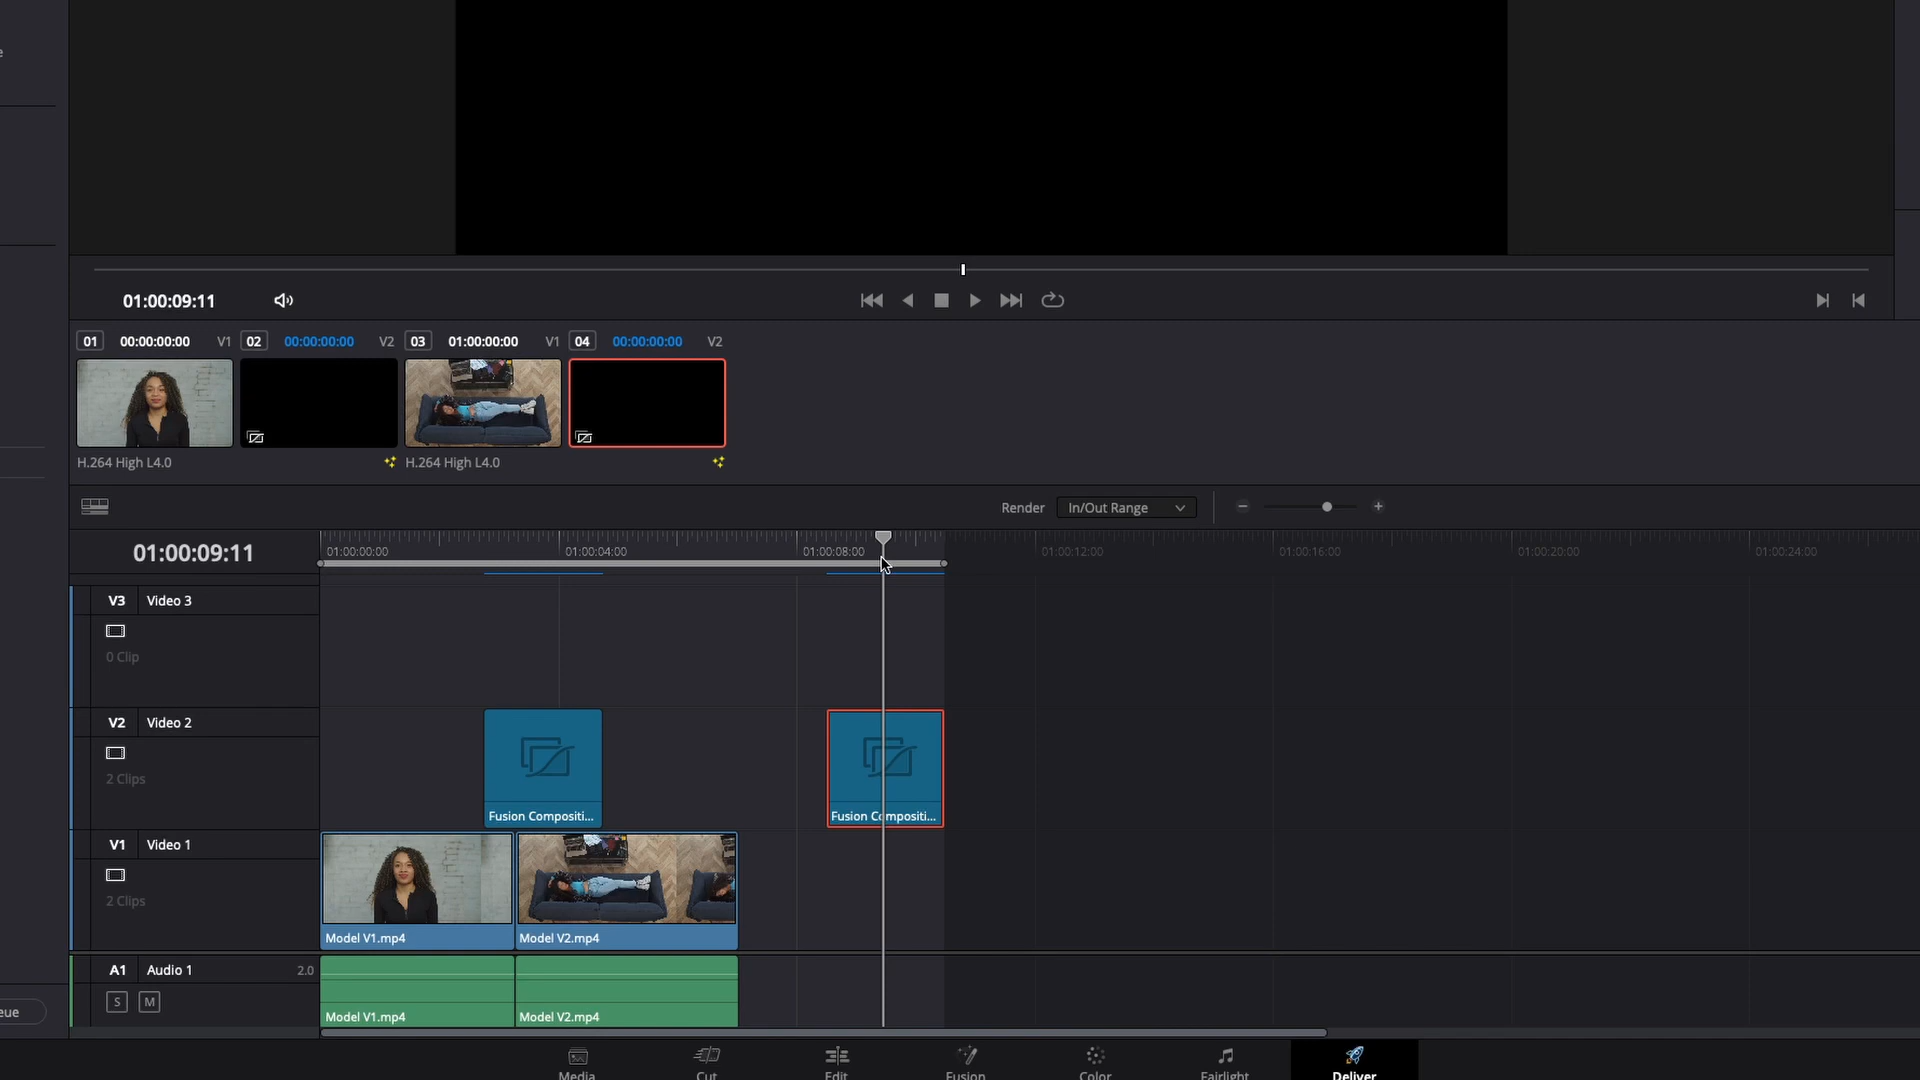 e
01:00:09:11
01 00:00:00:00 V1 02 00:00:00:00 V2 03 01:00:00:00 V1 04 00:00:00:00 V2
H.264 High L4.0 H.264 High L4.0
Render In/Out Range
01:00:09:11
01:00:00:00 01:00:04:00 01:00:08:00 01:00:12:00 01:00:16:00 01:00:20:00 01:00:24:00
V3 Video 3
0 Clip
V2 Video 2
2 Clips
Fusion Compositi... Fusion Compositi...
V1 Video 1
2 Clips
Model V1.mp4 Model V2.mp4
A1 Audio 1 2.0
S M
eue
Model V1.mp4 Model V2.mp4
Media Cut Edit Fusion Color Fairlight Deliver